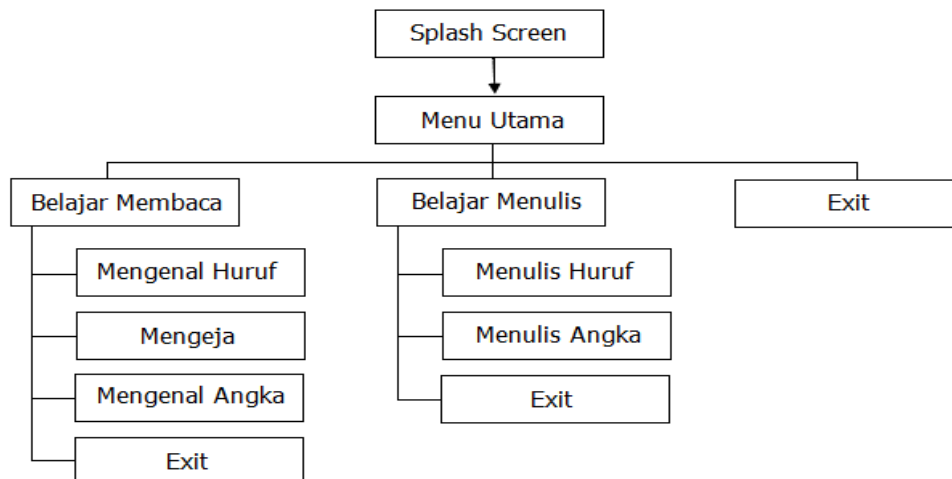 Splash Screen
Menu Utama
Belajar Membaca
Mengenal Huruf
Mengeja
Mengenal Angka
Exit
Belajar Menulis
Menulis Huruf
Menulis Angka
Exit
Exit